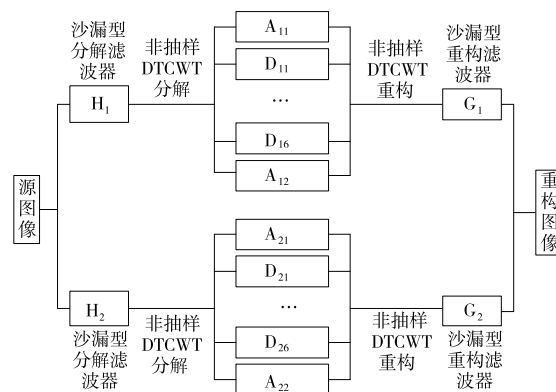 沙漏型
分解滤
波器
H₁
非抽样
DTCWT
分解
A₁₁
D₁₁
…
D₁₆
A₁₂
非抽样
DTCWT
重构
沙漏型
重构滤
波器
G₁
源图像
重构图像
H₂
沙漏型
分解滤
波器
非抽样
DTCWT
分解
A₂₁
D₂₁
…
D₂₆
A₂₂
非抽样
DTCWT
重构
G₂
沙漏型
重构滤
波器